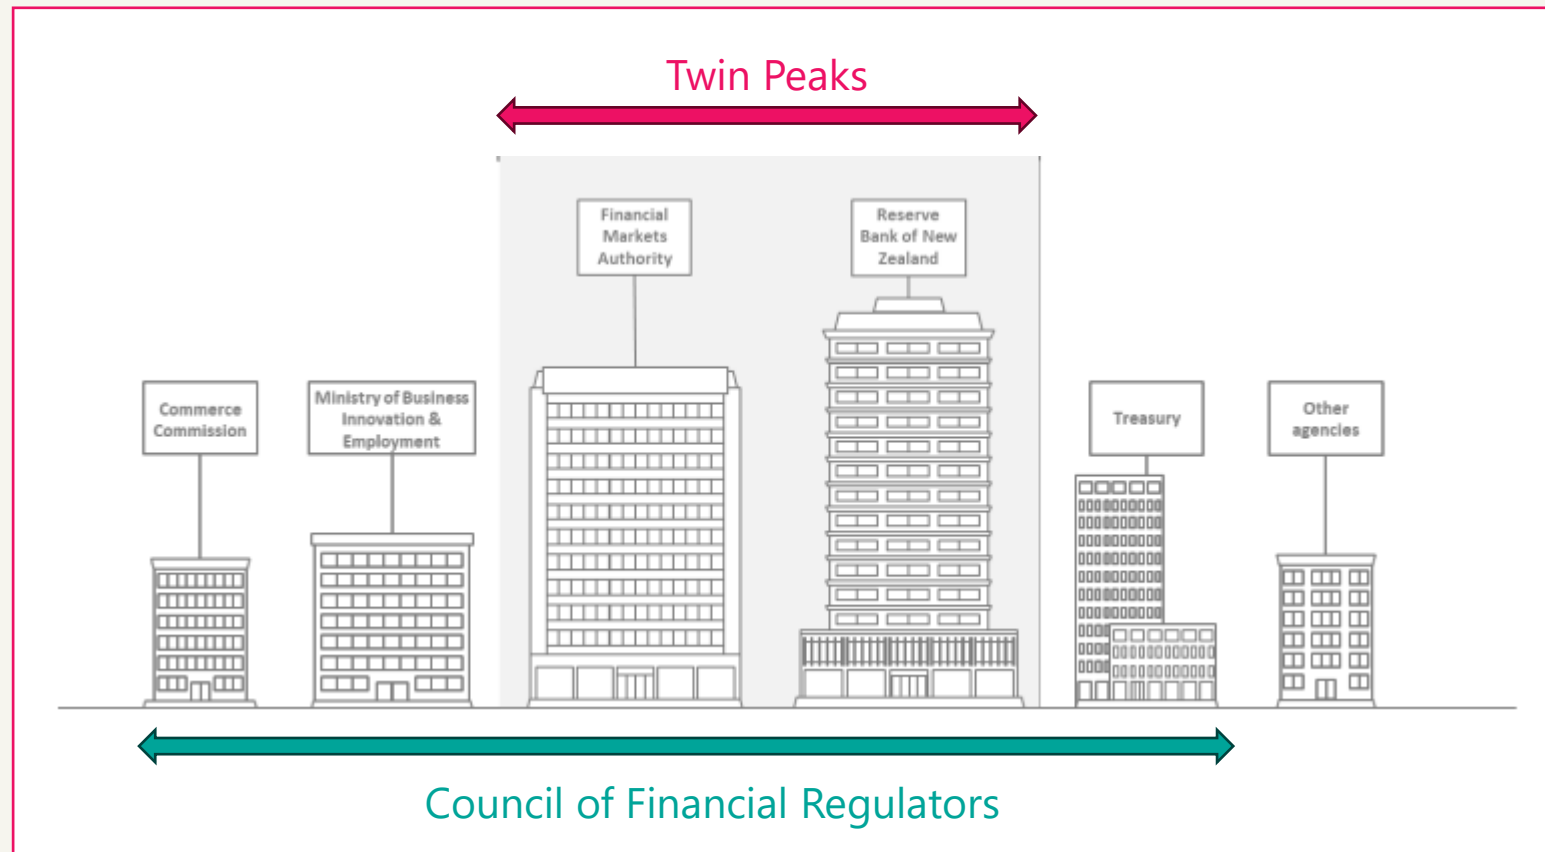 Twin Peaks
Financial
Markets
Authority
Reserve
Bank of New
Zealand
Commerce
Commission
Ministry of Business
Innovation &
Employment
Treasury
Other
agencies
Council of Financial Regulators